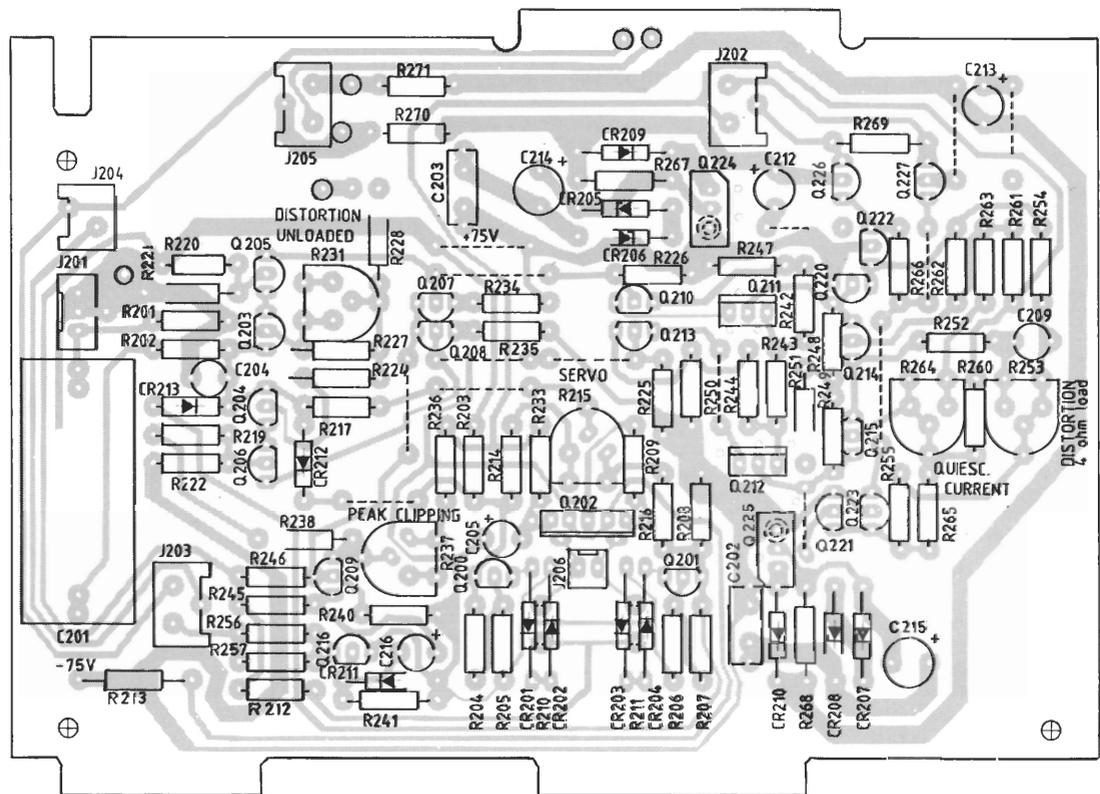 J202
C213
+
R271
R270
J205
CR209
R269
C214
+
R267
Q224
C212
+
Q226
Q227
C203
J204
CR205
DISTORTION
UNLOADED
+75V
Q222
R263
R261
R254
R221
R220
Q205
R231
R228
CR206
R226
R247
J201
Q207
R234
Q210
Q211
R242
Q220
R266
R262
R201
Q203
R202
R227
Q208
R235
Q213
R243
R248
R252
C209
C204
R224
SERVO
R251
Q214
R264
R260
R253
CR213
Q204
R236
R203
R233
R215
R225
R250
R244
R249
R219
R217
R214
R209
Q215
DISTORTION
4 ohm load
Q206
CR212
R222
Q212
R255
QUIESC.
CURRENT
PEAK CLIPPING
Q202
R216
R208
Q225
Q223
R265
R238
R237
C205
+
Q221
J203
R246
Q209
Q200
J206
Q201
C202
R245
R240
C201
R256
R257
Q216
C216
+
C215
+
-75V
CR211
R213
R212
R241
R204
R205
CR201
R210
CR202
CR203
R211
CR204
R206
R207
CR210
R268
CR208
CR207